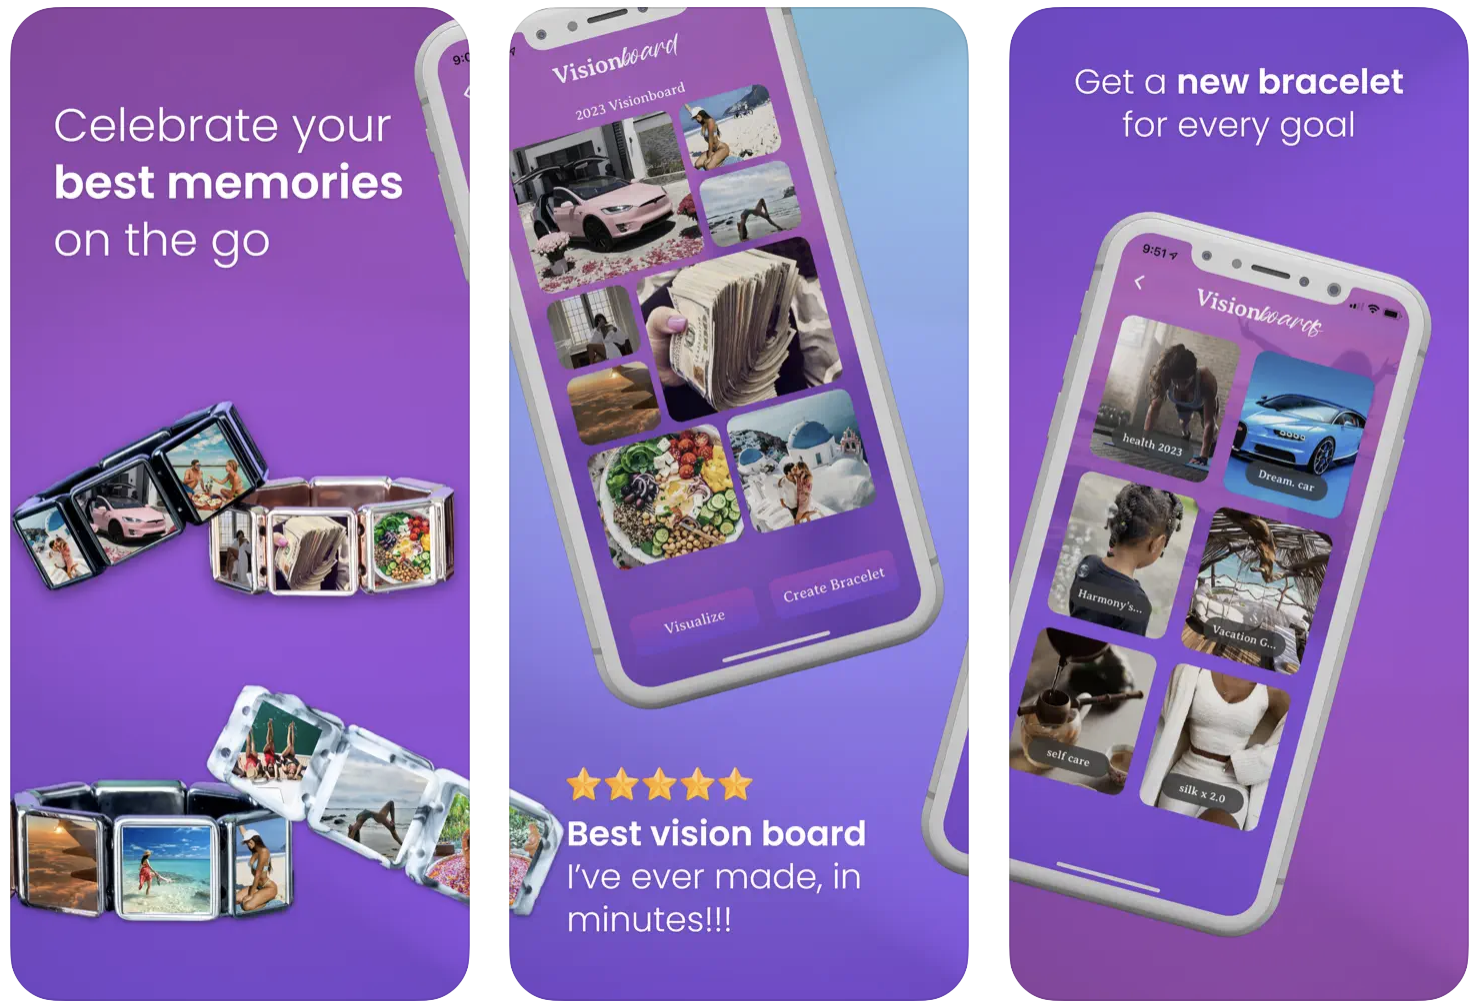 Celebrate your
best memories
on the go
Visionboard
2023 Visionboard
Visualize
Create Bracelet
Best vision board
I've ever made, in
minutes!!!
Get a new bracelet
for every goal
9:51
Visionboards
health 2023
Dream. car
Harmony's...
Vacation G...
self care
silk x 2.0